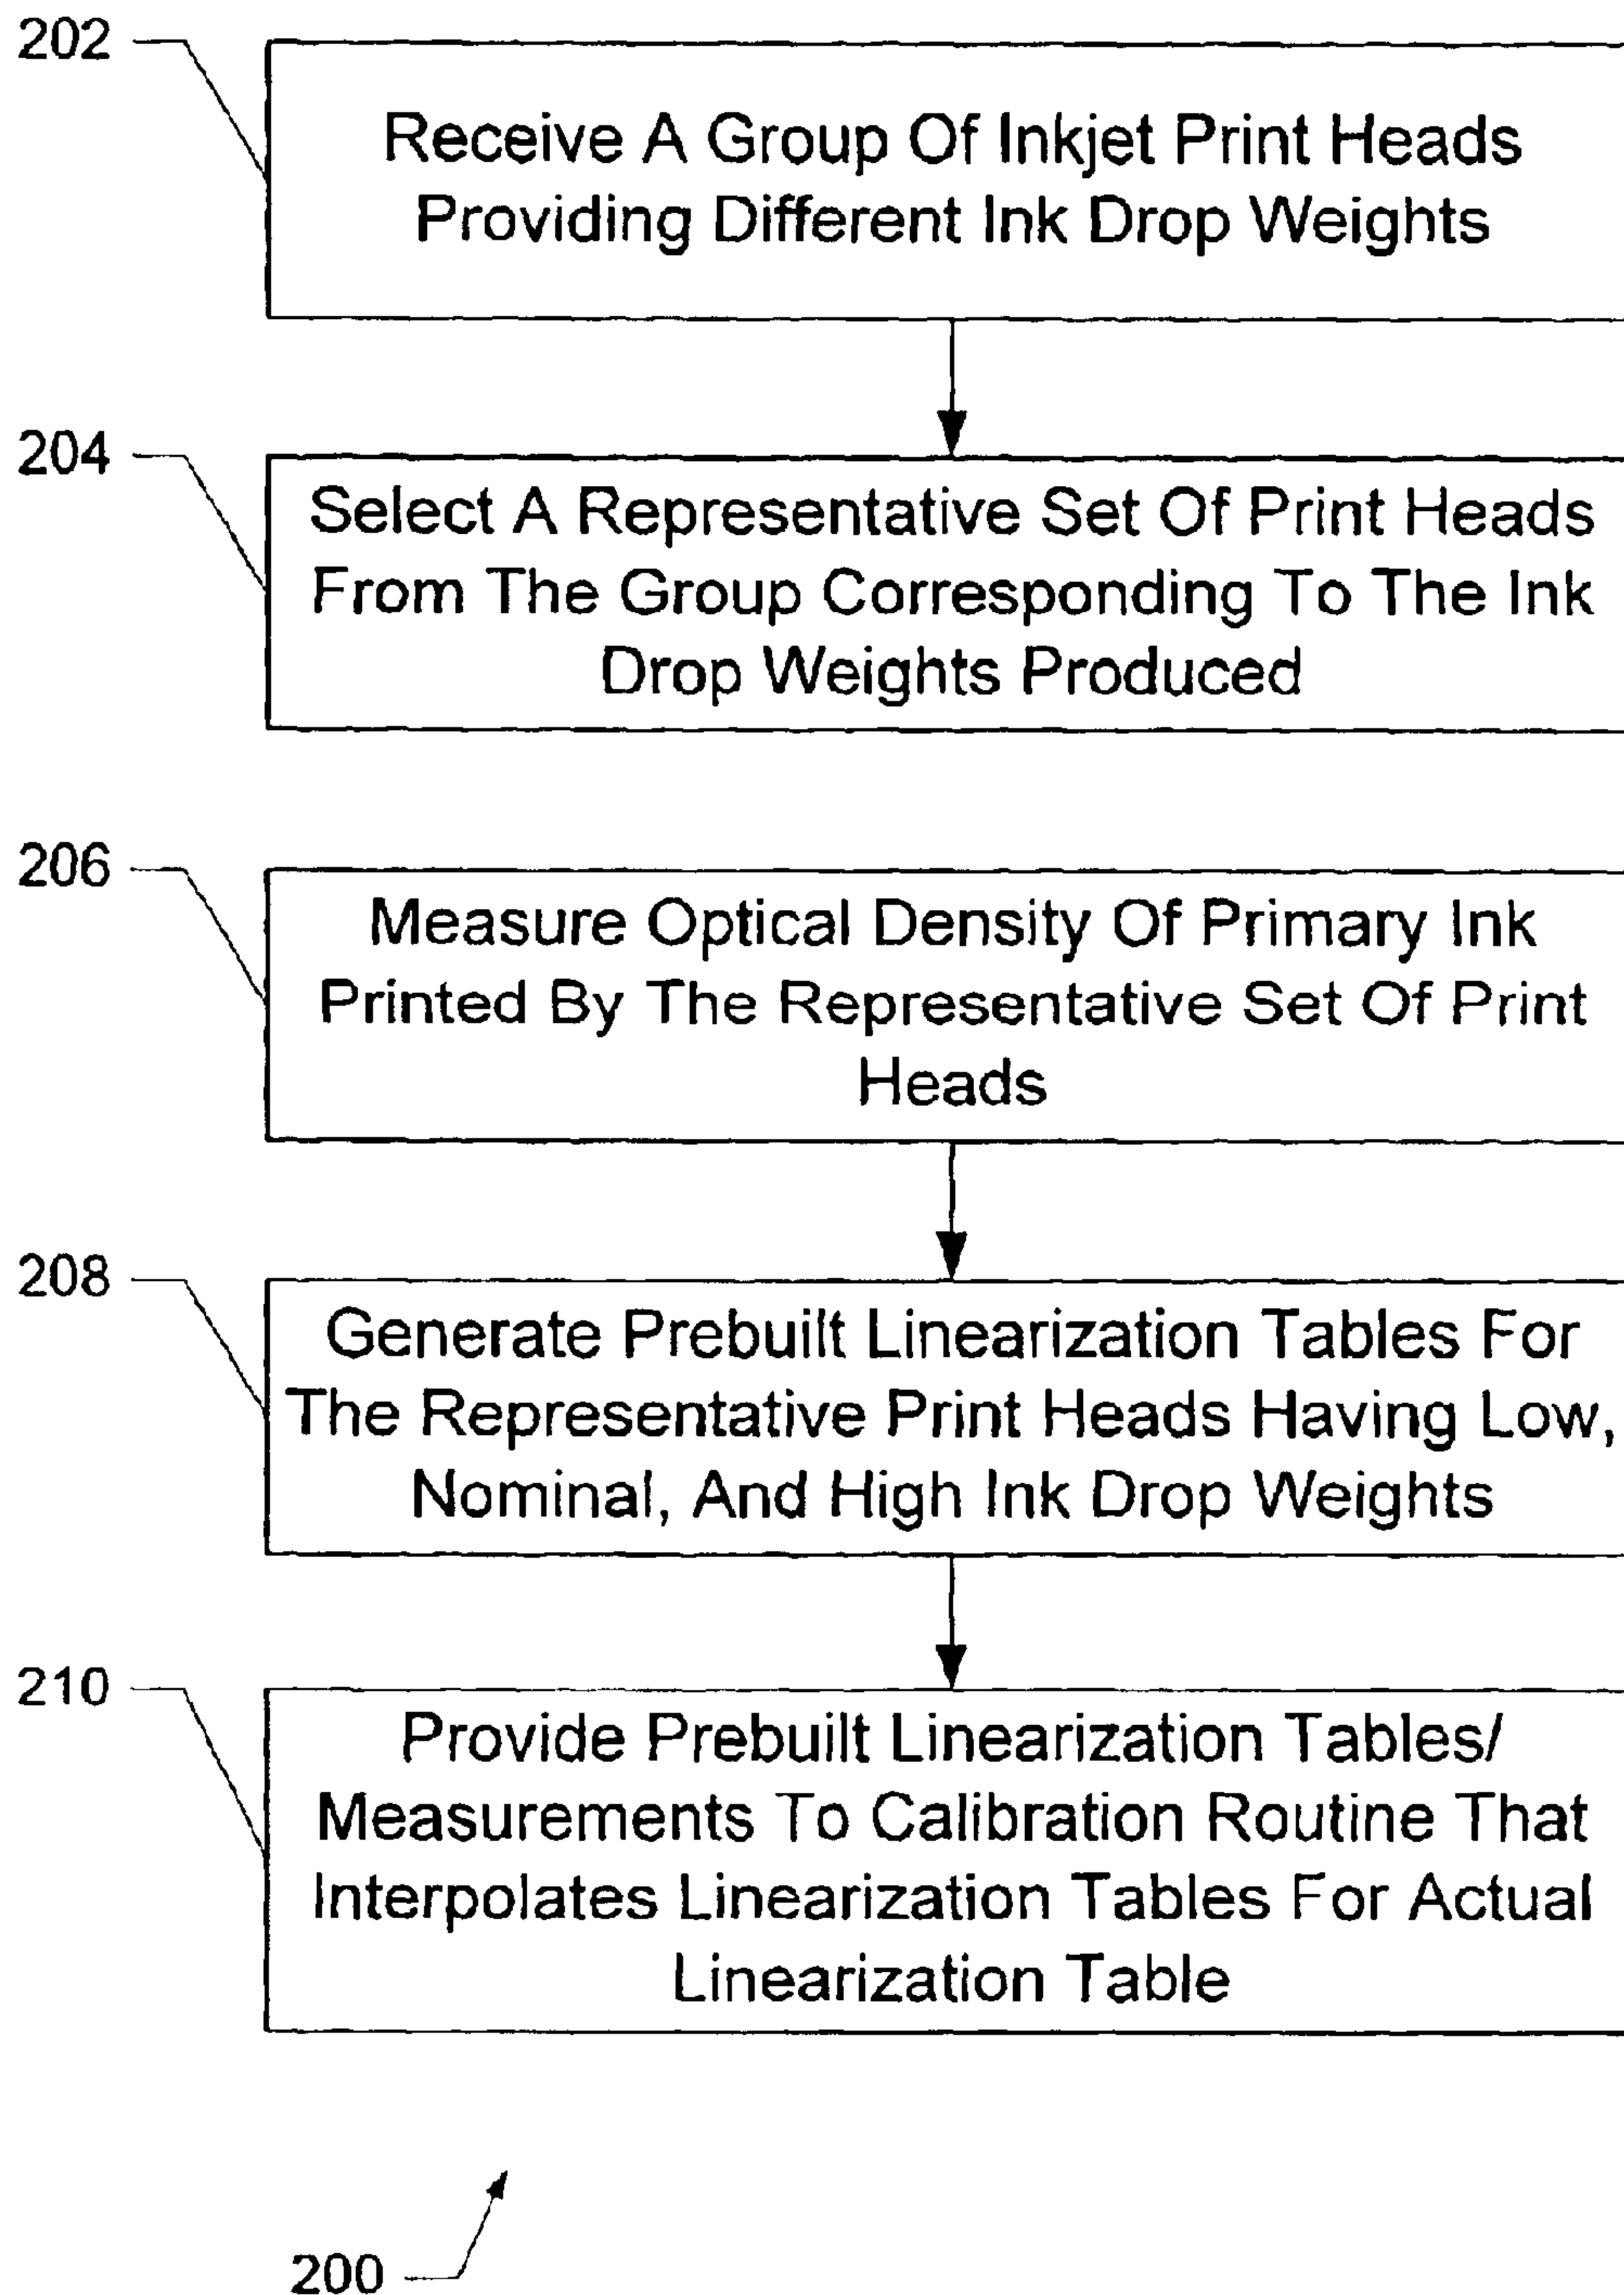 202
Receive A Group Of Inkjet Print Heads
Providing Different Ink Drop Weights
204
Select A Representative Set Of Print Heads
From The Group Corresponding To The Ink
Drop Weights Produced
206
Measure Optical Density Of Primary Ink
Printed By The Representative Set Of Print
Heads
208
Generate Prebuilt Linearization Tables For
The Representative Print Heads Having Low,
Nominal, And High Ink Drop Weights
210
Provide Prebuilt Linearization Tables/
Measurements To Calibration Routine That
Interpolates Linearization Tables For Actual
Linearization Table
200